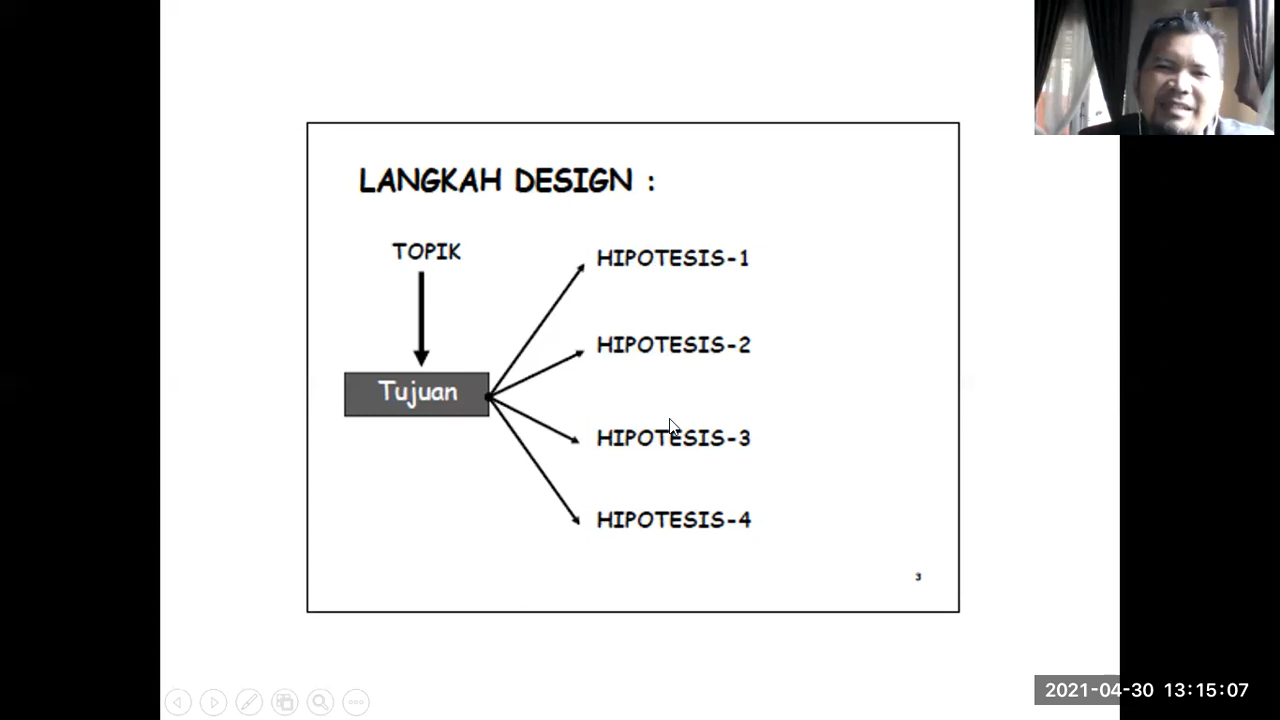 LANGKAH DESIGN :
TOPIK
Tujuan
HIPOTESIS-1
HIPOTESIS-2
HIPOTESIS-3
HIPOTESIS-4
3
2021-04-30 13:15:07